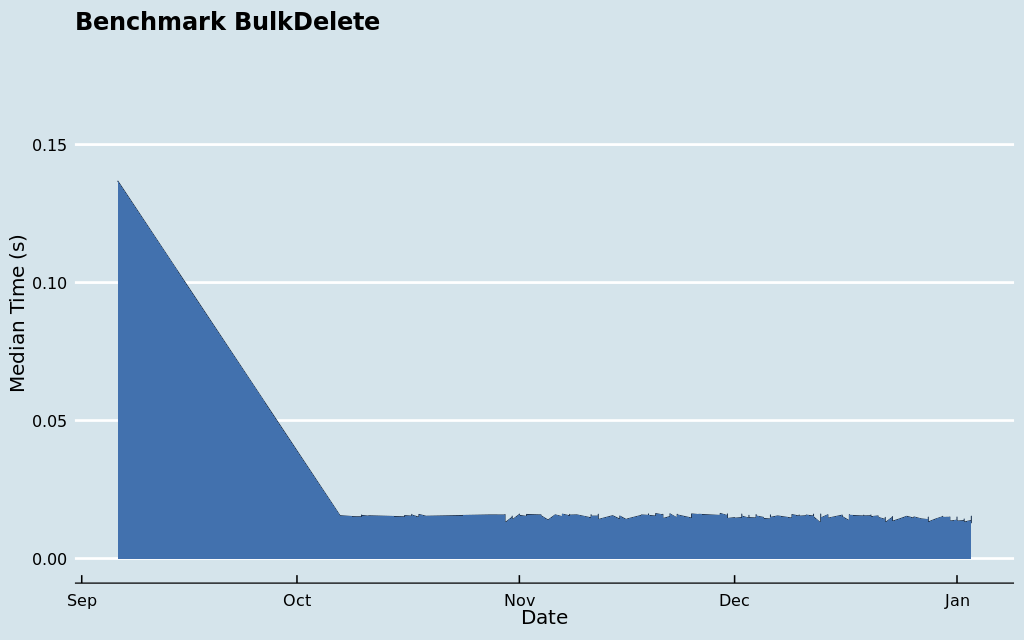 Benchmark BulkDelete
Median Time (s)
0.15
0.10
0.05
0.00
Sep Oct Nov Dec Jan
Date